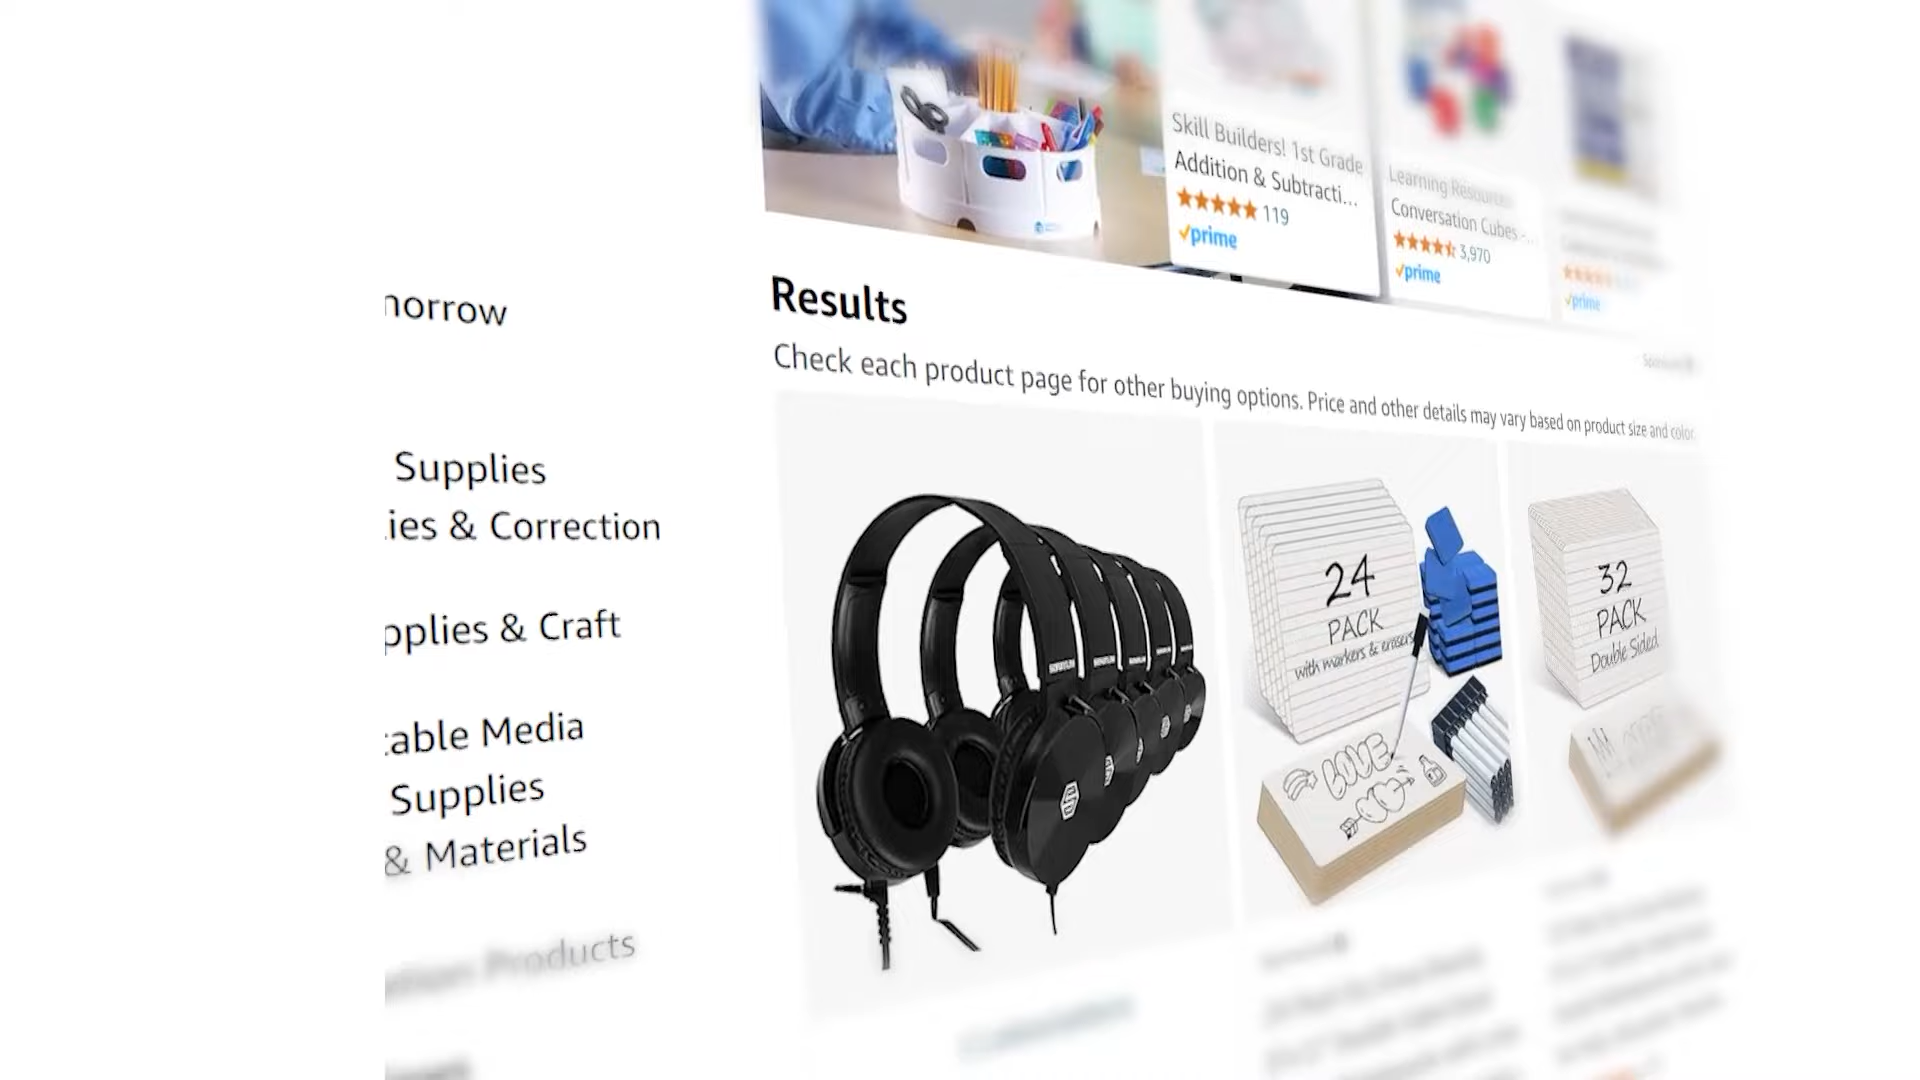 Skill Builders! 1st Grade
Addition & Subtracti...
119
prime
Learning Resources
Conversation Cubes -...
3,970
prime
prime
Results
Check each product page for other buying options. Price and other details may vary based on product size and color.
norrow
Supplies
ies & Correction
pplies & Craft
able Media
Supplies
& Materials
Products
24
PACK
with markers & erasers
LOVE
32
PACK
Double Sided